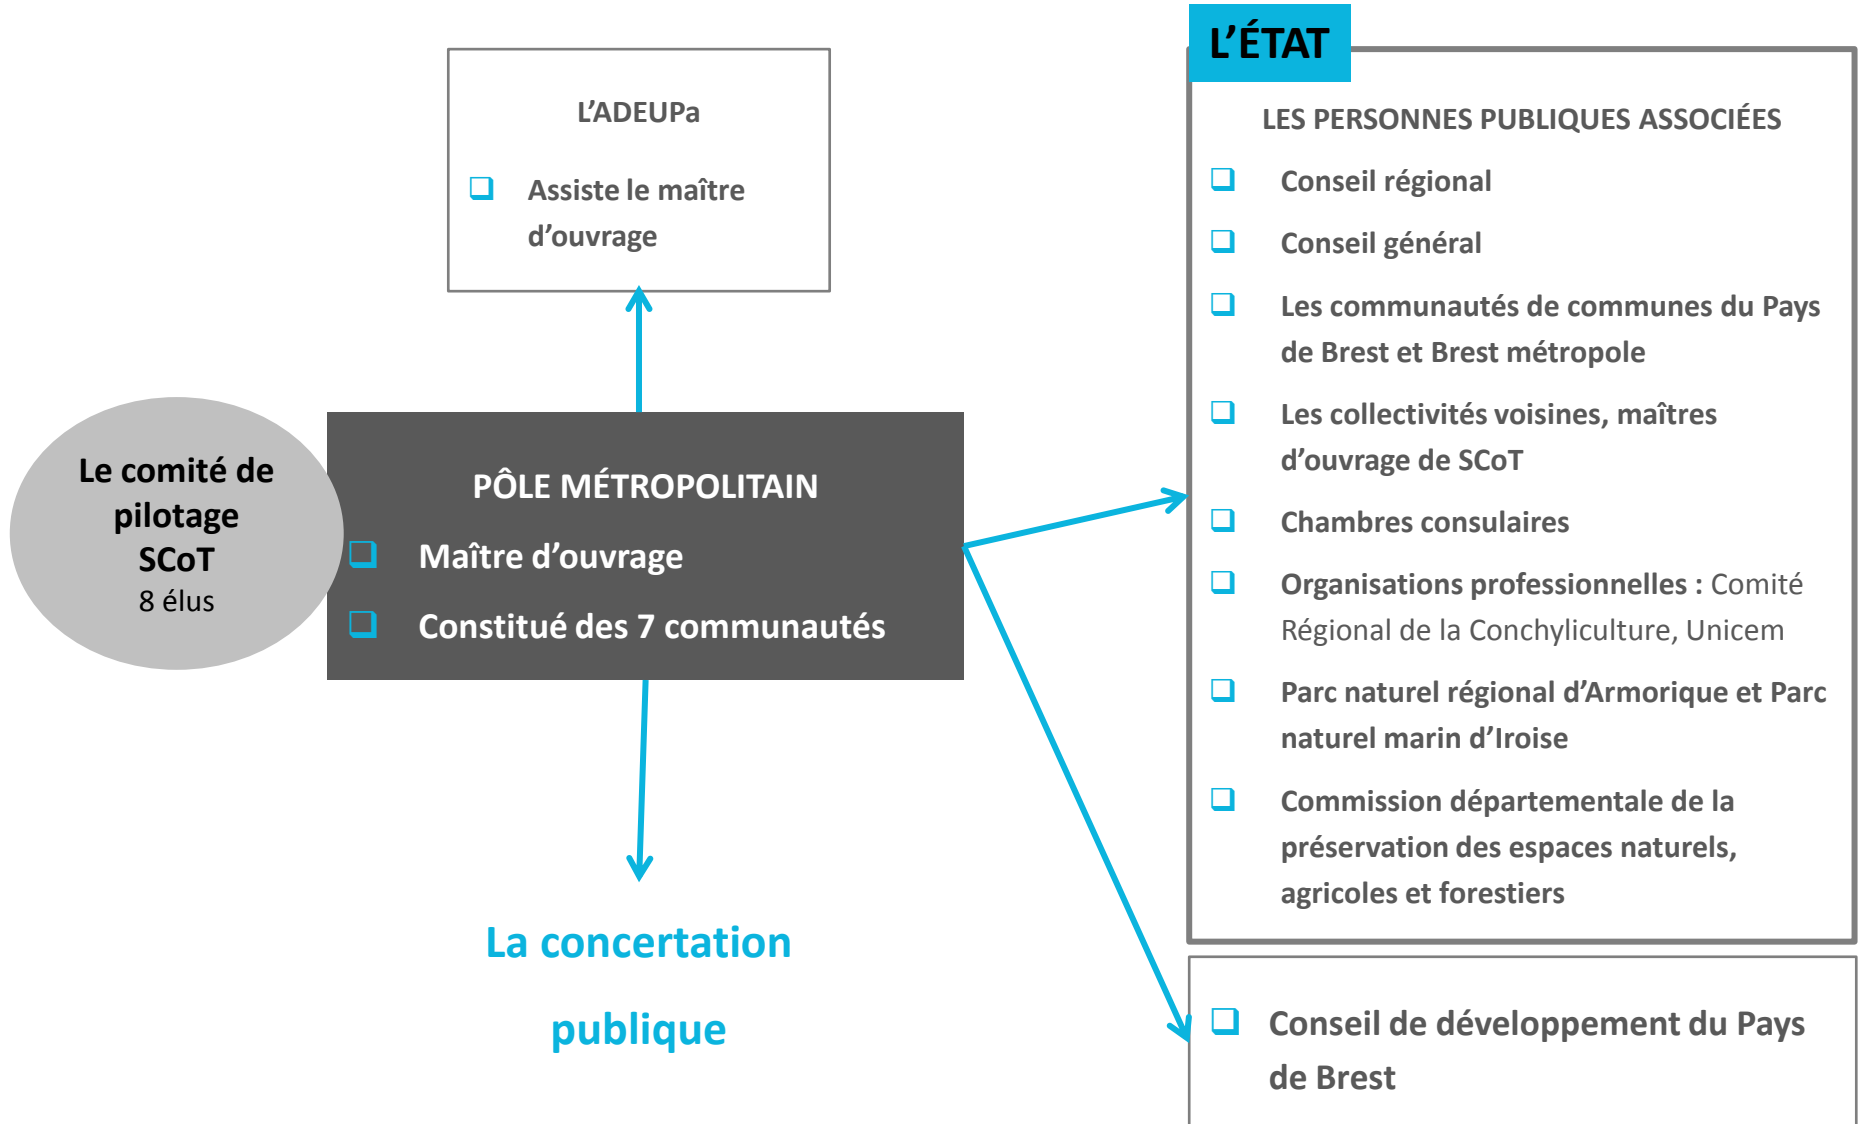 L'ADEUPa
❑ Assiste le maître
d'ouvrage
Le comité de
pilotage
SCoT
8 élus
PÔLE MÉTROPOLITAIN
❑ Maître d'ouvrage
❑ Constitué des 7 communautés
La concertation
publique
L'ÉTAT
LES PERSONNES PUBLIQUES ASSOCIÉES
❑ Conseil régional
❑ Conseil général
❑ Les communautés de communes du Pays
de Brest et Brest métropole
❑ Les collectivités voisines, maîtres
d'ouvrage de SCoT
❑ Chambres consulaires
❑ Organisations professionnelles : Comité
Régional de la Conchyliculture, Unicem
❑ Parc naturel régional d'Armorique et Parc
naturel marin d'Iroise
❑ Commission départementale de la
préservation des espaces naturels,
agricoles et forestiers
❑ Conseil de développement du Pays
de Brest